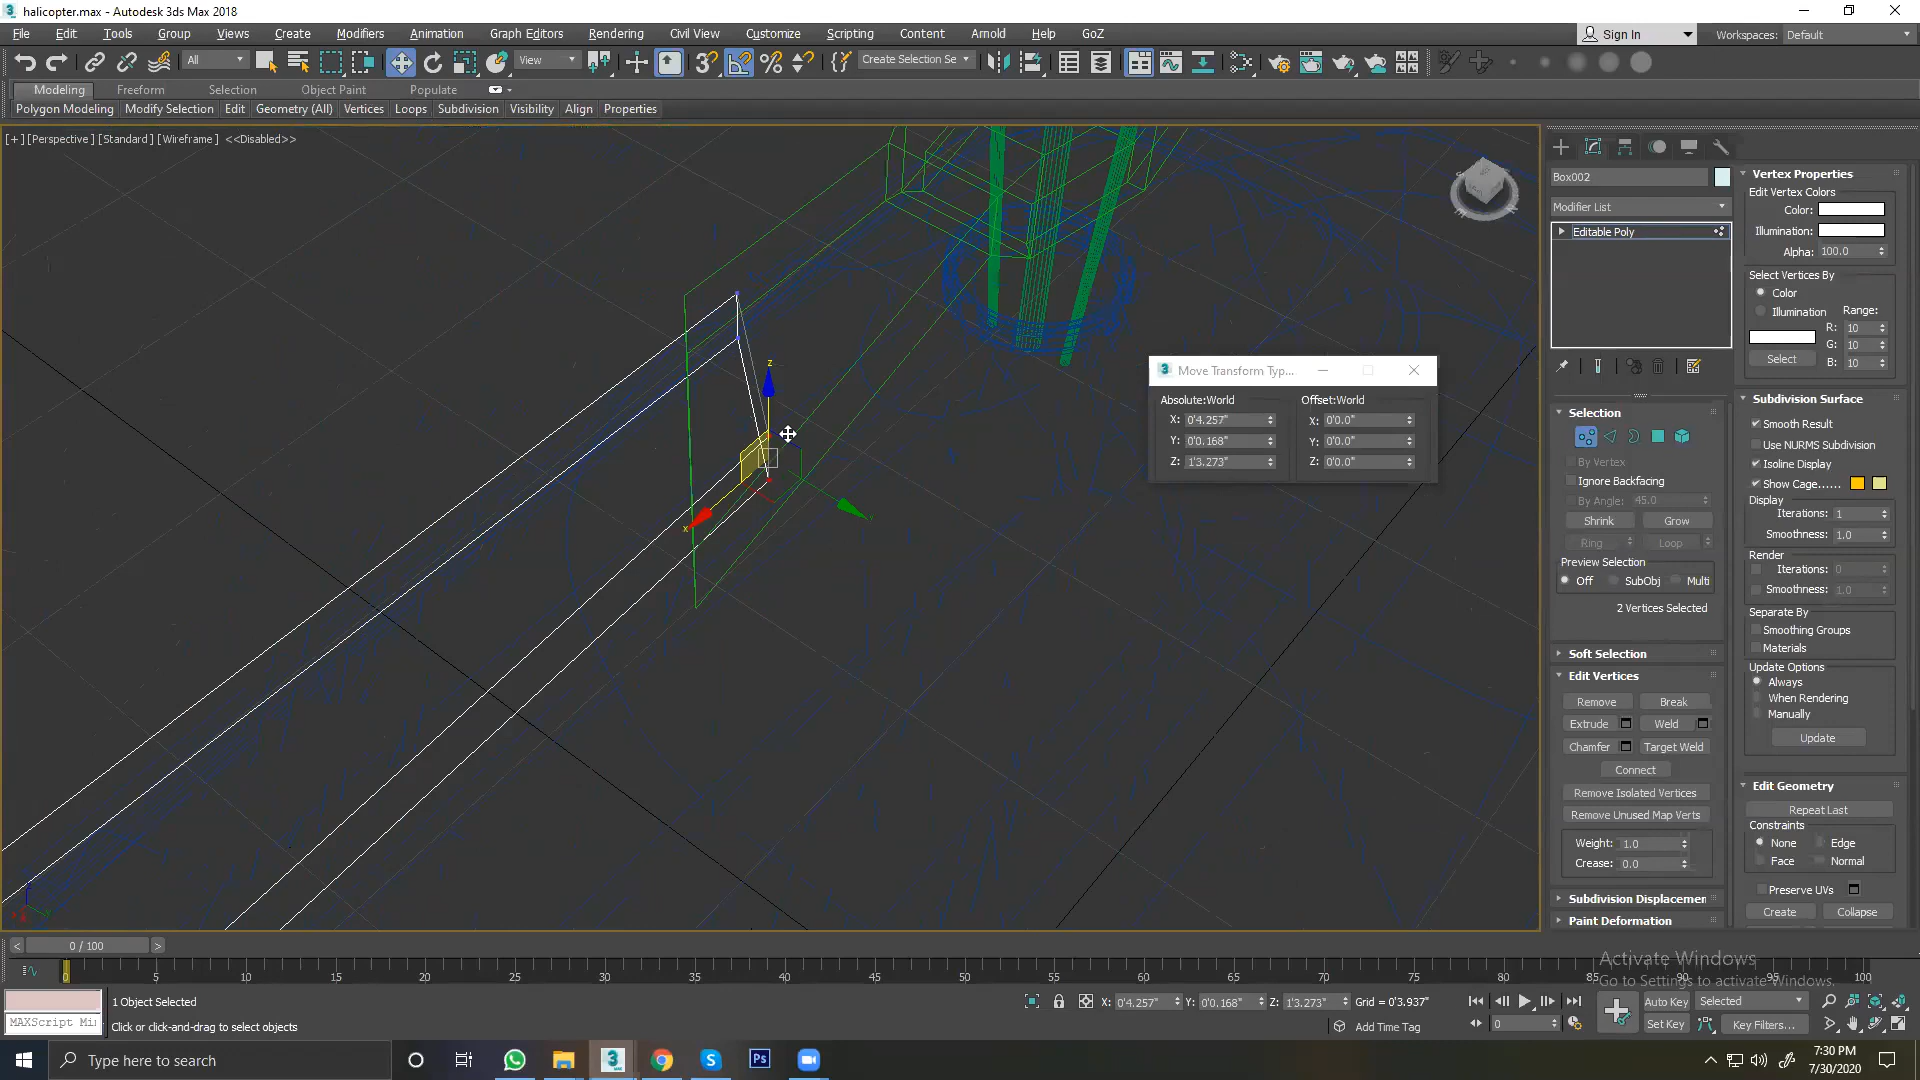 halicopter.max - Autodesk 3ds Max 2018
File Edit Tools Group Views Create Modifiers Animation Graph Editors Rendering Civil View Customize Scripting Content Arnold Help GoZ
Sign In
Workspaces: Default
All
View
Create Selection Se
Modeling Freeform Selection Object Paint Populate
Polygon Modeling Modify Selection Edit Geometry (All) Vertices Loops Subdivision Visibility Align Properties
[+] [Perspective] [Standard] [Wireframe] <<Disabled>>
Move Transform Typ...
Absolute:World Offset:World
X: 0'4.257" X: 0'0.0"
Y: 0'0.168" Y: 0'0.0"
Z: 1'3.273" Z: 0'0.0"
z
x
y
Box002
Modifier List
Editable Poly
Selection
By Vertex
Ignore Backfacing
By Angle: 45.0
Shrink Grow
Ring Loop
Preview Selection
Off SubObj Multi
2 Vertices Selected
Soft Selection
Edit Vertices
Remove Break
Extrude Weld
Chamfer Target Weld
Connect
Remove Isolated Vertices
Remove Unused Map Verts
Weight: 1.0
Crease: 0.0
Subdivision Displacemen
Paint Deformation
Vertex Properties
Edit Vertex Colors
Color:
Illumination:
Alpha: 100.0
Select Vertices By
Color
Illumination Range:
R: 10
G: 10
B: 10
Select
Subdivision Surface
Smooth Result
Use NURMS Subdivision
Isoline Display
Show Cage......
Display
Iterations: 1
Smoothness: 1.0
Render
Iterations: 0
Smoothness: 1.0
Separate By
Smoothing Groups
Materials
Update Options
Always
When Rendering
Manually
Update
Edit Geometry
Repeat Last
Constraints
None Edge
Face Normal
Preserve UVs
Create Collapse
Activate Windows
Go to Settings to activate Windows.
< 0 / 100 >
0 5 10 15 20 25 30 35 40 45 50 55 60 65 70 75 80 85 90 95 100
1 Object Selected
MAXScript Mi
Click or click-and-drag to select objects
X: 0'4.257" Y: 0'0.168" Z: 1'3.273" Grid = 0'3.937"
Add Time Tag
0
Auto Key Selected
Set Key Key Filters...
Type here to search
7:30 PM
7/30/2020